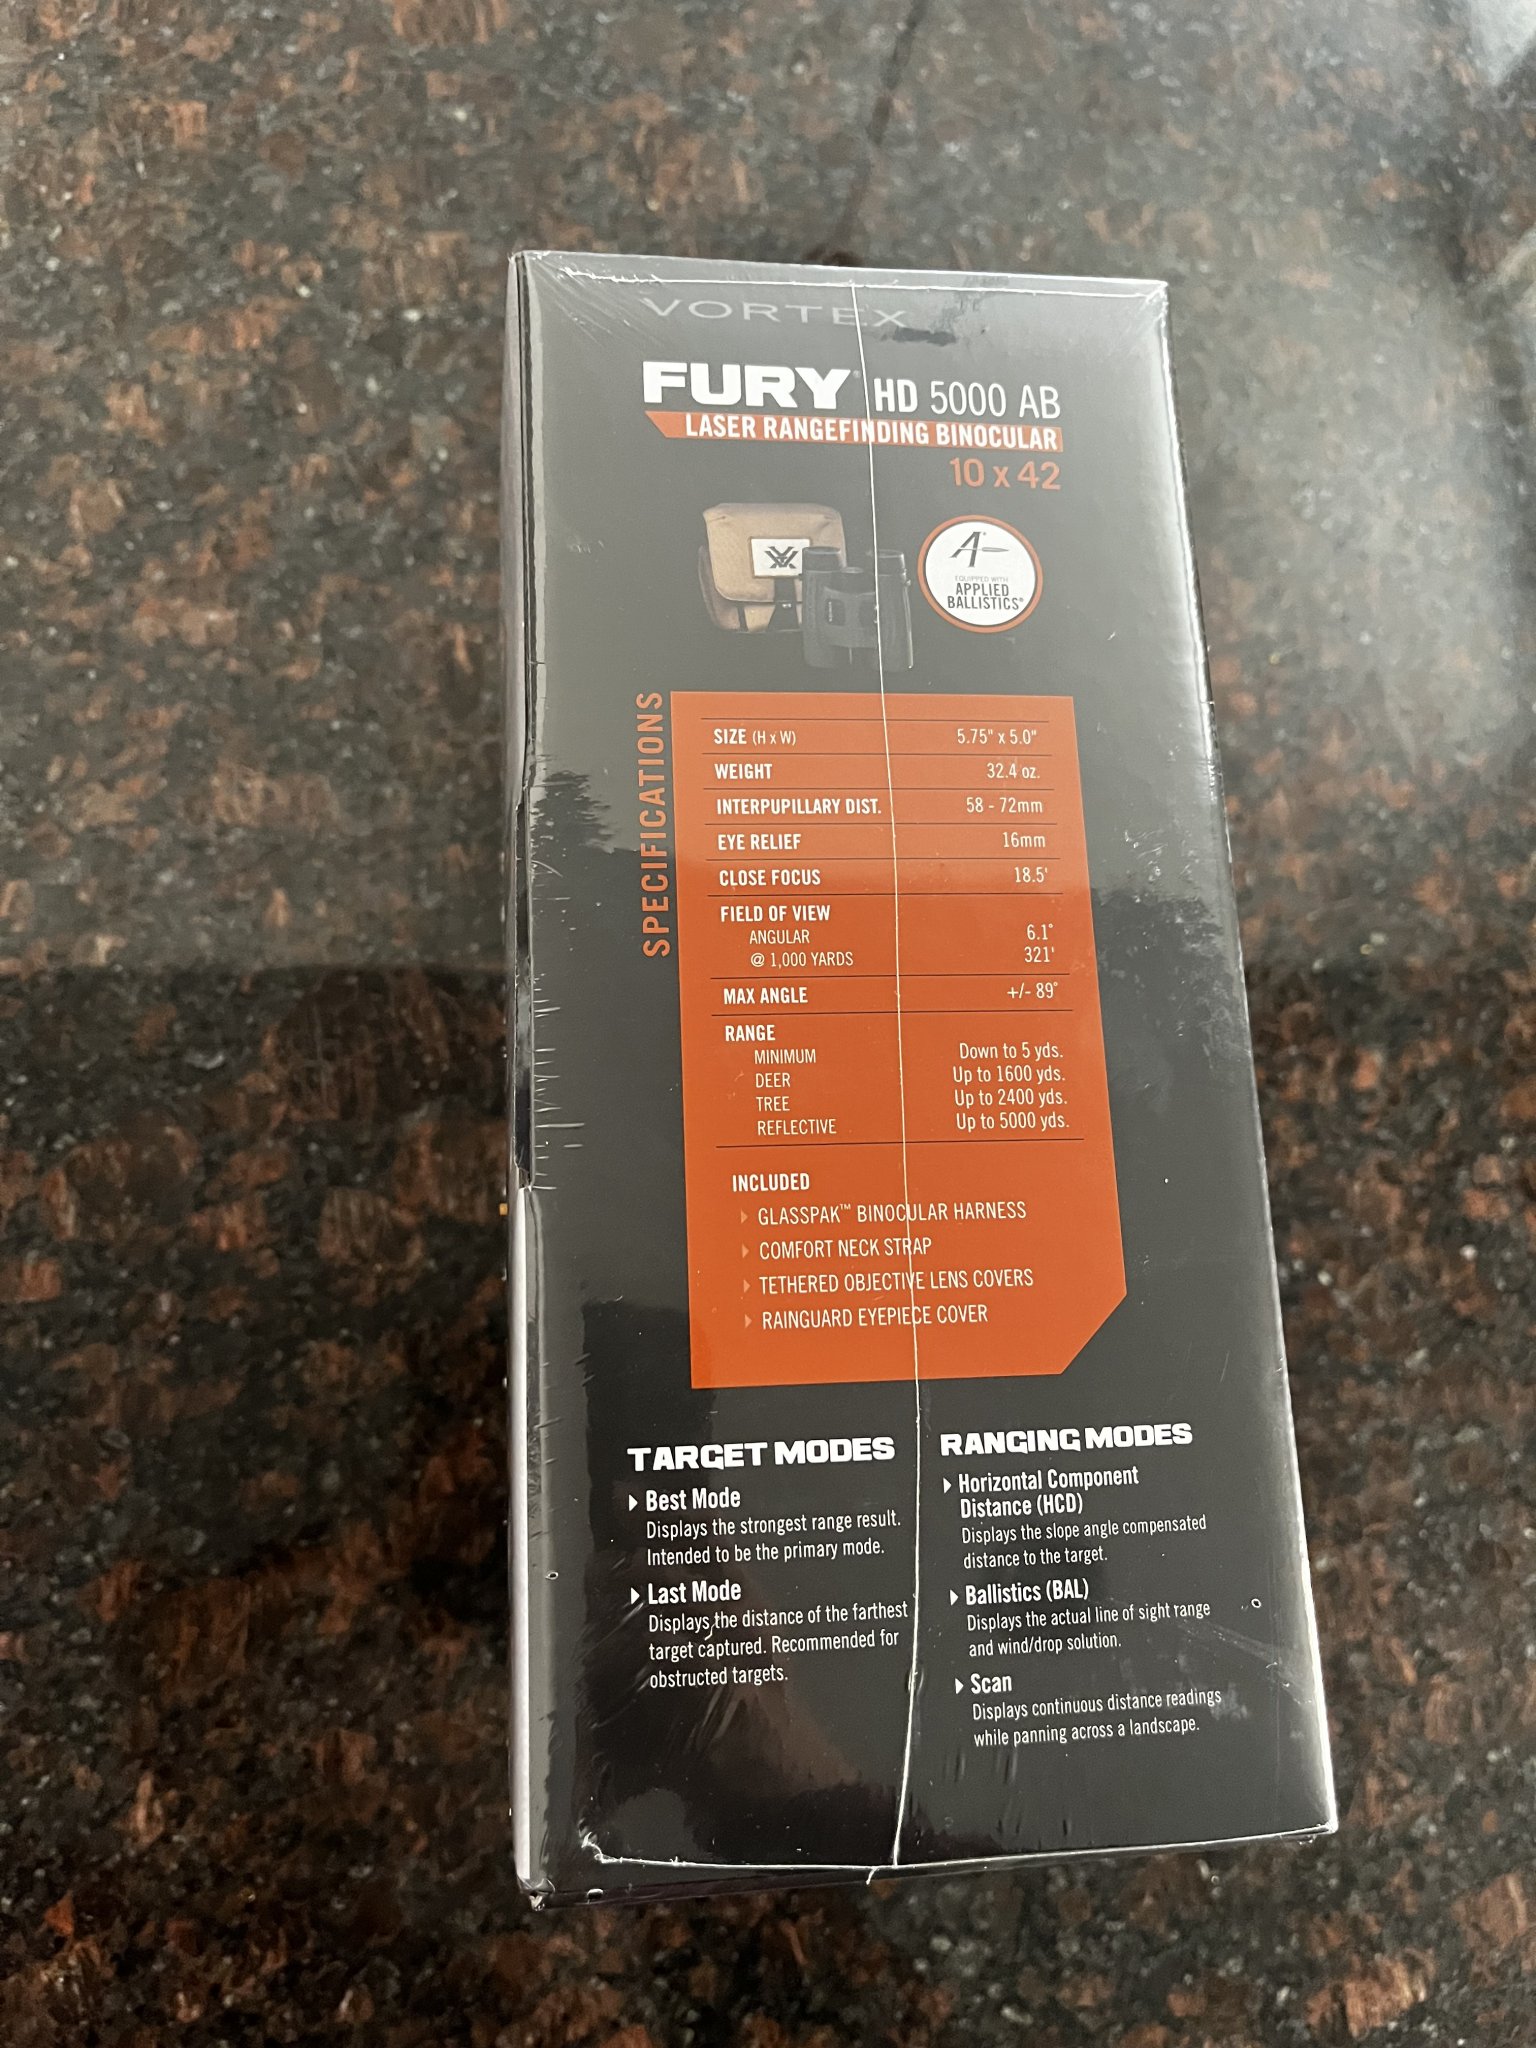 VORTEX
FURY® HD 5000 AB
LASER RANGEFINDING BINOCULAR
10 x 42
EQUIPPED WITH
APPLIED
BALLISTICS®
SPECIFICATIONS
SIZE (H x W) 5.75" x 5.0"
WEIGHT 32.4 oz.
INTERPUPILLARY DIST. 58 - 72mm
EYE RELIEF 16mm
CLOSE FOCUS 18.5'
FIELD OF VIEW
ANGULAR 6.1°
@ 1,000 YARDS 321'
MAX ANGLE +/- 89°
RANGE
MINIMUM Down to 5 yds.
DEER Up to 1600 yds.
TREE Up to 2400 yds.
REFLECTIVE Up to 5000 yds.
INCLUDED
GLASSPAK™ BINOCULAR HARNESS
COMFORT NECK STRAP
TETHERED OBJECTIVE LENS COVERS
RAINGUARD EYEPIECE COVER
TARGET MODES
Best Mode
Displays the strongest range result.
Intended to be the primary mode.
Last Mode
Displays the distance of the farthest
target captured. Recommended for
obstructed targets.
RANGING MODES
Horizontal Component
Distance (HCD)
Displays the slope angle compensated
distance to the target.
Ballistics (BAL)
Displays the actual line of sight range
and wind/drop solution.
Scan
Displays continuous distance readings
while panning across a landscape.